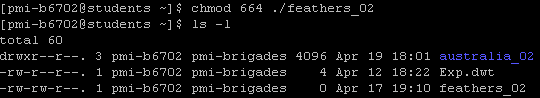 [pmi-b6702@students ~]$ chmod 664 ./feathers_02
[pmi-b6702@students ~]$ ls -l
total 60
drwxr--r--. 3 pmi-b6702 pmi-brigades 4096 Apr 19 18:01 australia_02
-rw-r--r--. 1 pmi-b6702 pmi-brigades    4 Apr 12 18:22 Exp.dwt
-rw-rw-r--. 1 pmi-b6702 pmi-brigades    0 Apr 17 19:10 feathers_02